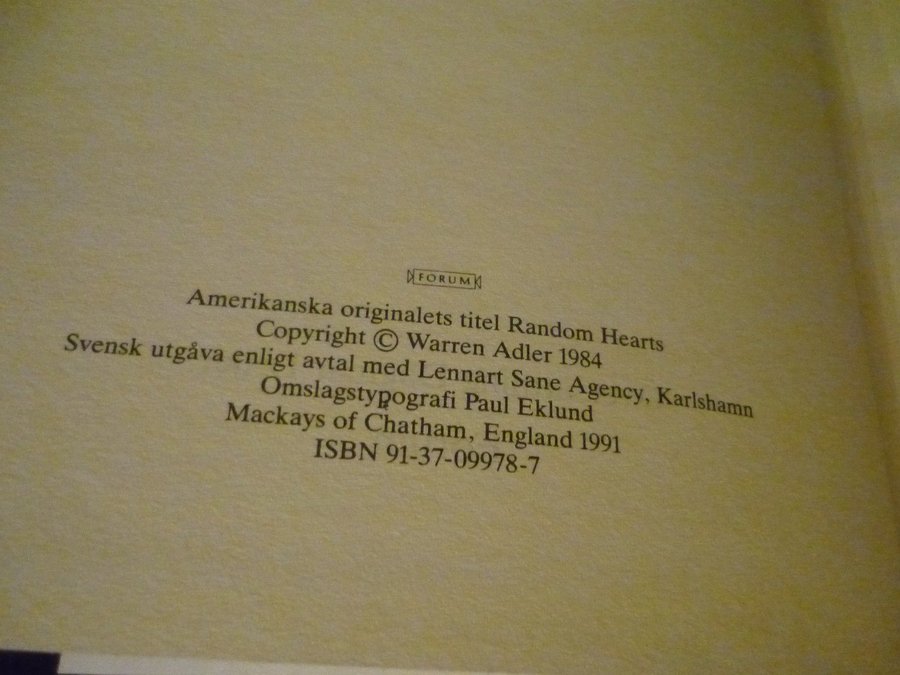 FORUM
Amerikanska originalets titel Random Hearts
Copyright © Warren Adler 1984
Svensk utgåva enligt avtal med Lennart Sane Agency, Karlshamn
Omslagstypografi Paul Eklund
Mackays of Chatham, England 1991
ISBN 91-37-09978-7